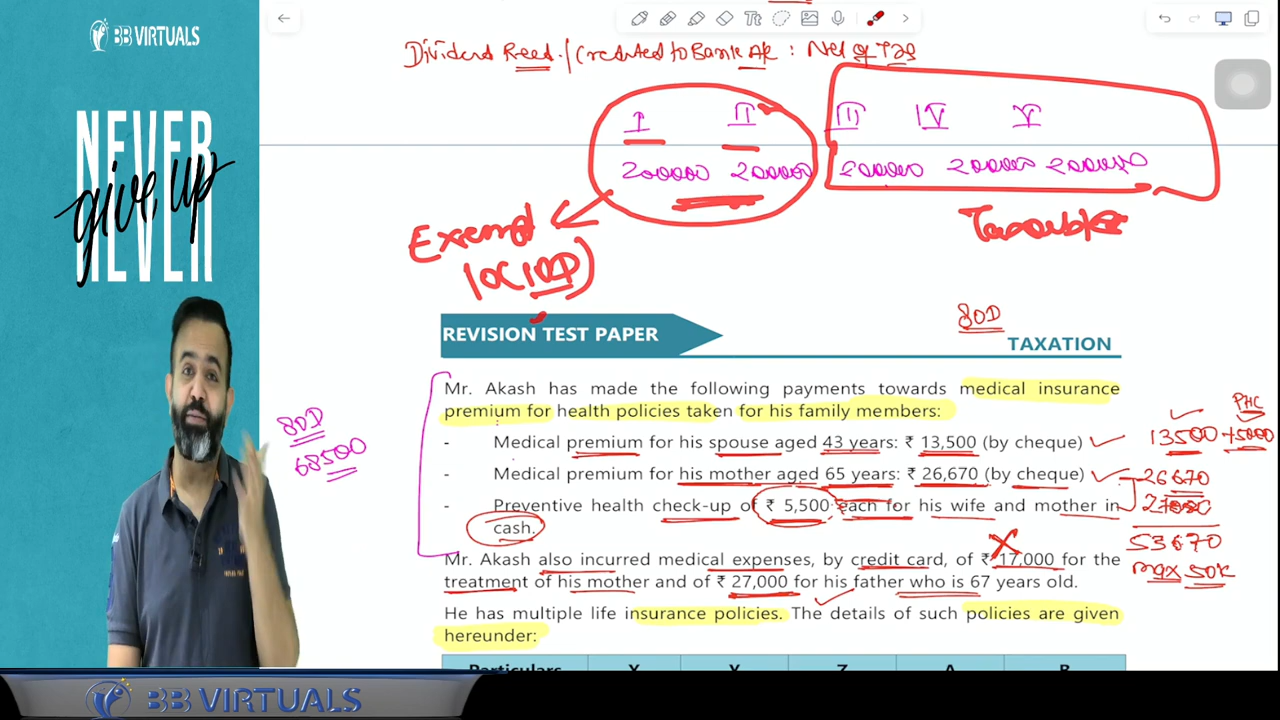 BB VIRTUALS
NEVER
give up
NEVER
Dividend Recd./Credited to Bank A/c : Net of Tds
I II III IV V
200000 200000 200000 200000 200000
Exempt
10(10D)
Taxable
80D
REVISION TEST PAPER
TAXATION
Mr. Akash has made the following payments towards medical insurance
premium for health policies taken for his family members:
- Medical premium for his spouse aged 43 years: ₹ 13,500 (by cheque)
- Medical premium for his mother aged 65 years: ₹ 26,670 (by cheque)
- Preventive health check-up of ₹ 5,500 each for his wife and mother in
cash.
Mr. Akash also incurred medical expenses, by credit card, of ₹ 17,000 for the
treatment of his mother and of ₹ 27,000 for his father who is 67 years old.
He has multiple life insurance policies. The details of such policies are given
hereunder:
Particulars X Y Z A B
80D
68500
PHC
13500 +5000
26670
27000
53670
max 50K
BB VIRTUALS